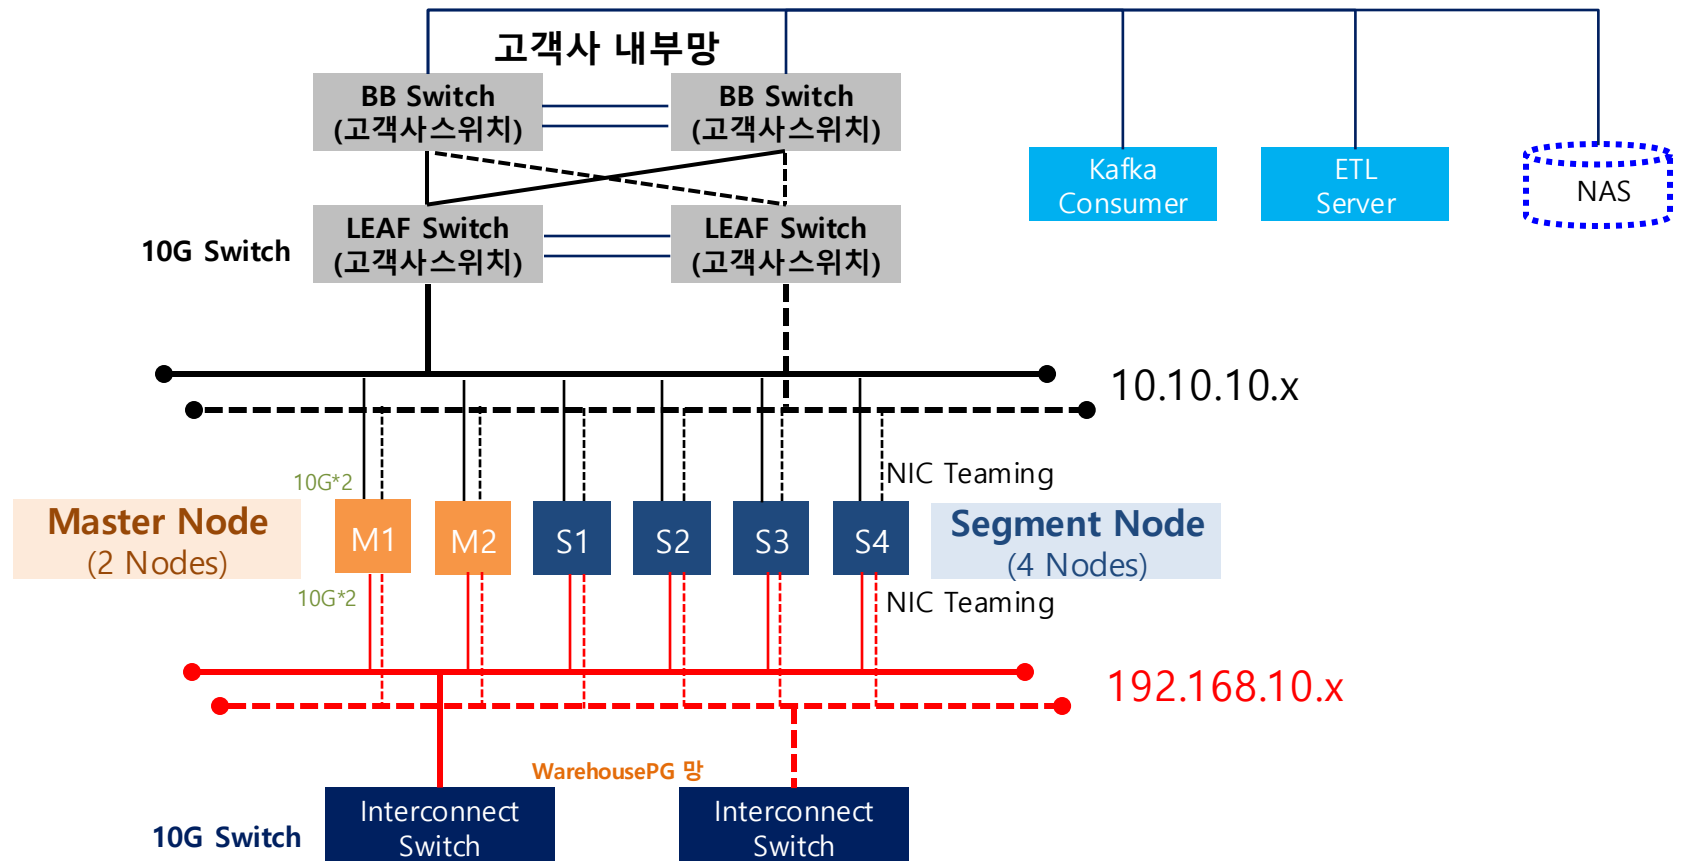 고객사 내부망
BB Switch
(고객사스위치)
BB Switch
(고객사스위치)
Kafka
Consumer
ETL
Server
NAS
10G Switch
LEAF Switch
(고객사스위치)
LEAF Switch
(고객사스위치)
10.10.10.x
10G*2
NIC Teaming
Master Node
(2 Nodes)
M1
M2
S1
S2
S3
S4
Segment Node
(4 Nodes)
10G*2
NIC Teaming
192.168.10.x
WarehousePG 망
10G Switch
Interconnect
Switch
Interconnect
Switch